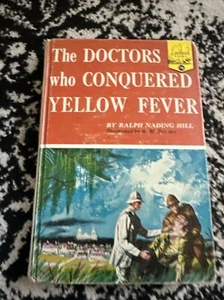 The DOCTORS
who CONQUERED
YELLOW FEVER
BY RALPH NADING HILL